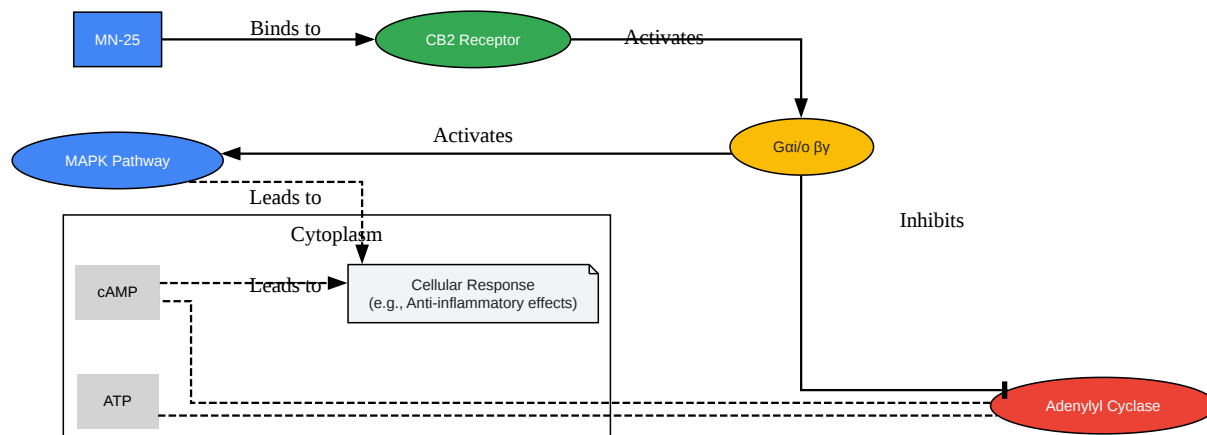 MN-25
Binds to
CB2 Receptor
Activates
MAPK Pathway
Activates
Gαi/o βγ
Leads to
Inhibits
Cytoplasm
cAMP
Leads to
Cellular Response
(e.g., Anti-inflammatory effects)
ATP
Adenylyl Cyclase